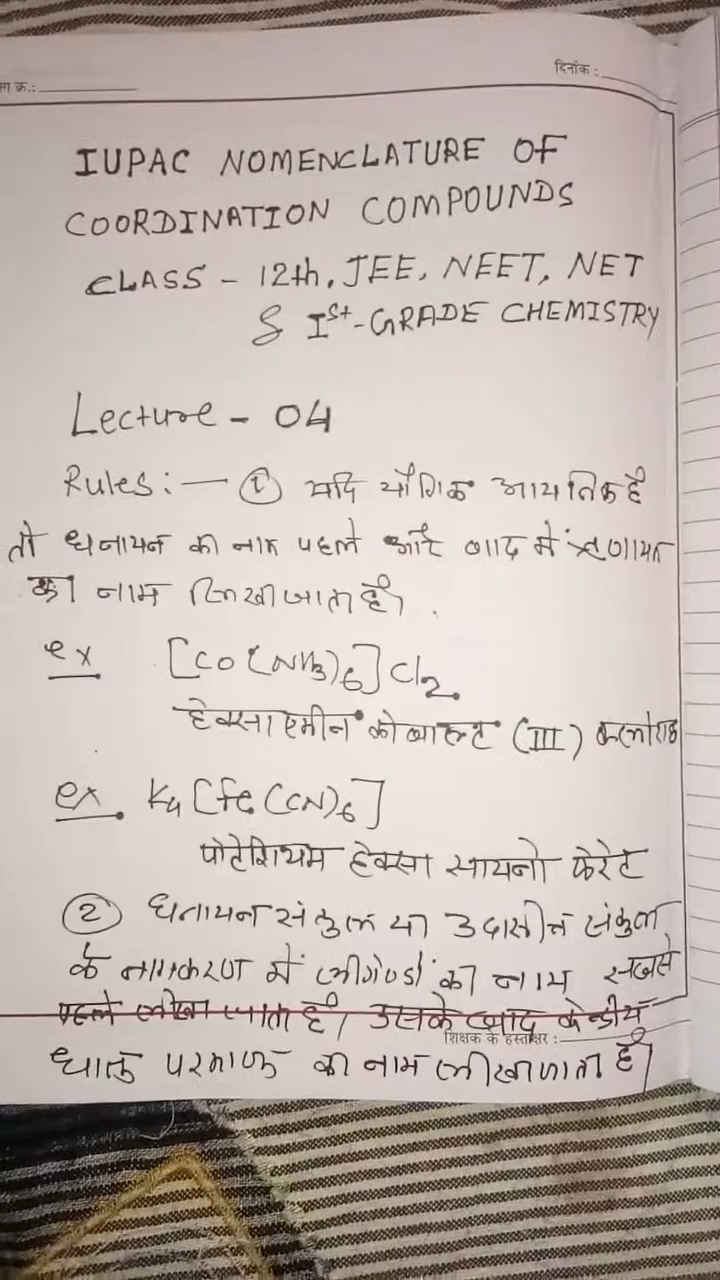 दिनांक :
IUPAC NOMENCLATURE OF
COORDINATION COMPOUNDS
CLASS - 12th, JEE, NEET, NET
& Ist-GRADE CHEMISTRY
Lecture - 04
Rules:— ① यदि यौगिक आयनिक है
तो धनायन का नाम पहले और बाद में ऋणायन
का नाम लिखा जाता है।
ex [CO(NH3)6]Cl2.
हेक्साएमीन कोबाल्ट (III) क्लोराइड
ex. K4[Fe(CN)6]
पोटेशियम हेक्सा सायनो फेरेट
② धनायन संकुल या उदासीन संकुल
के नामकरण में लीगेण्डों का नाम सबसे
पहले लीखा जाता है। उसके बाद केन्द्रीय
शिक्षक के हस्ताक्षर :
धातु परमाणु का नाम लीखा जाता है।